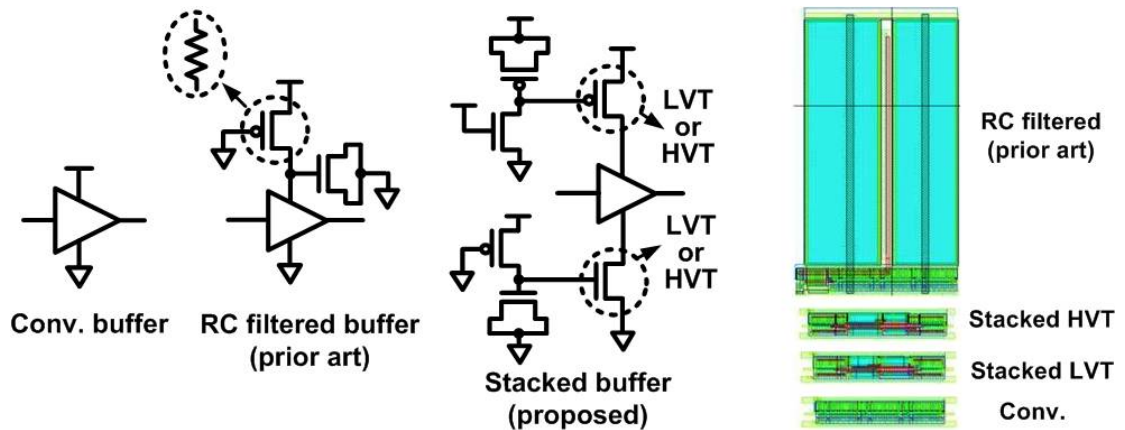 Conv. buffer
RC filtered buffer
(prior art)
LVT
or
HVT
LVT
or
HVT
Stacked buffer
(proposed)
RC filtered
(prior art)
Stacked HVT
Stacked LVT
Conv.